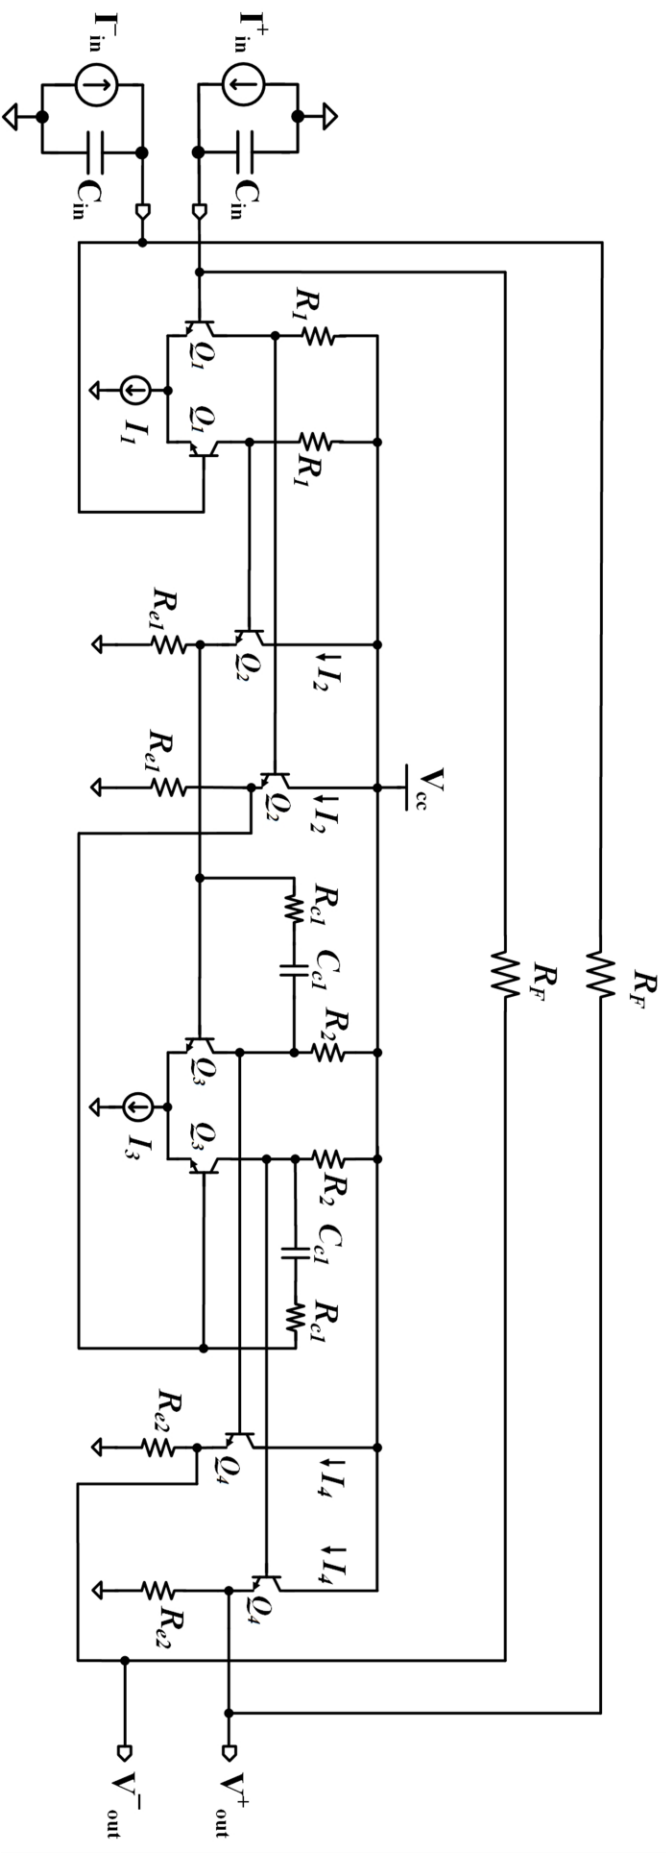 I⁺in
I⁻in
Cin
Cin
R1
R1
Q1
Q1
I1
Re1
Re1
Q2
Q2
I2
I2
Vcc
RF
RF
Rc1
Cc1
R2
Q3
Q3
I3
R2
Cc1
Rc1
Re2
Q4
I4
I4
Q4
Re2
V⁺out
V⁻out